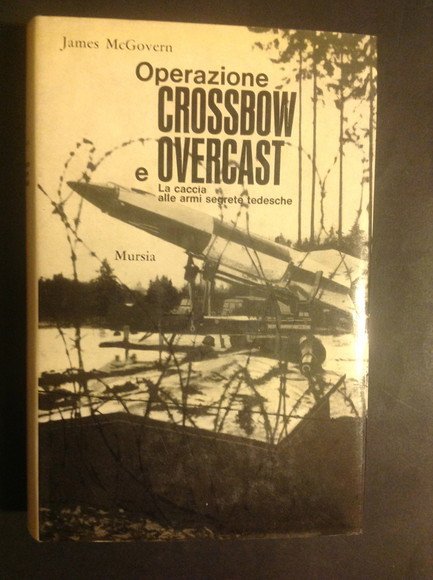 James McGovern
Operazione
CROSSBOW
e OVERCAST
La caccia
alle armi segrete tedesche
Mursia